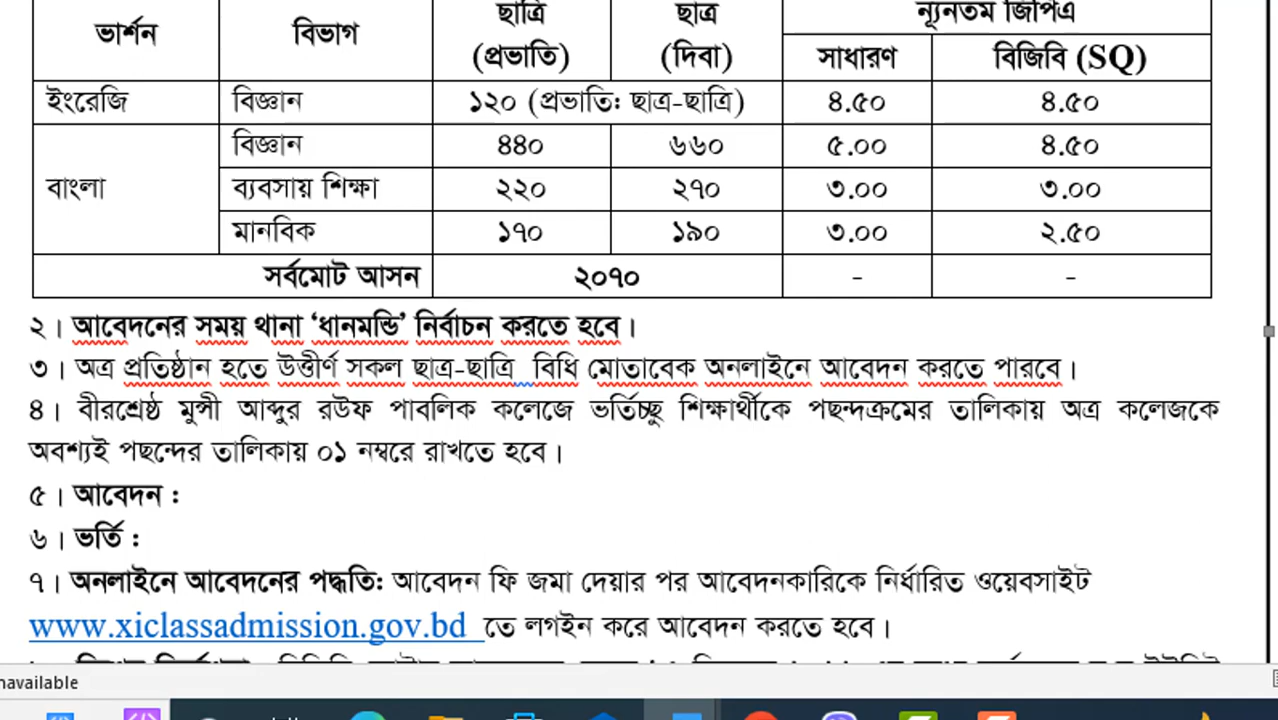 ভার্শন বিভাগ ছাত্রি (প্রভাতি) ছাত্র (দিবা) ন্যূনতম জিপিএ
সাধারণ বিজিবি (SQ)
ইংরেজি বিজ্ঞান ১২০ (প্রভাতিঃ ছাত্র-ছাত্রি) ৪.৫০ ৪.৫০
বাংলা বিজ্ঞান ৪৪০ ৬৬০ ৫.০০ ৪.৫০
ব্যবসায় শিক্ষা ২২০ ২৭০ ৩.০০ ৩.০০
মানবিক ১৭০ ১৯০ ৩.০০ ২.৫০
সর্বমোট আসন ২০৭০ - -
২। আবেদনের সময় থানা ‘ধানমন্ডি’ নির্বাচন করতে হবে।
৩। অত্র প্রতিষ্ঠান হতে উত্তীর্ণ সকল ছাত্র-ছাত্রি বিধি মোতাবেক অনলাইনে আবেদন করতে পারবে।
৪। বীরশ্রেষ্ঠ মুন্সী আব্দুর রউফ পাবলিক কলেজে ভর্তিচ্ছু শিক্ষার্থীকে পছন্দক্রমের তালিকায় অত্র কলেজকে
অবশ্যই পছন্দের তালিকায় ০১ নম্বরে রাখতে হবে।
৫। আবেদন :
৬। ভর্তি :
৭। অনলাইনে আবেদনের পদ্ধতি: আবেদন ফি জমা দেয়ার পর আবেদনকারিকে নির্ধারিত ওয়েবসাইট
www.xiclassadmission.gov.bd তে লগইন করে আবেদন করতে হবে।
navailable